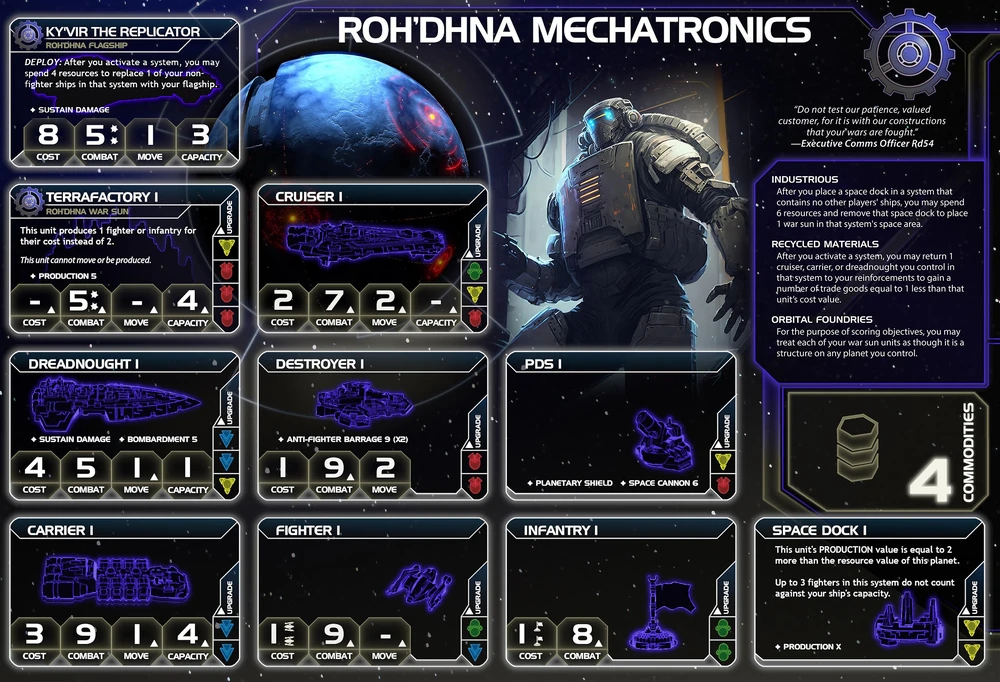 ROH'DHNA MECHATRONICS
KY'VIR THE REPLICATOR
ROH'DHNA FLAGSHIP
DEPLOY: After you activate a system, you may
spend 4 resources to replace 1 of your non-
fighter ships in that system with your flagship.
SUSTAIN DAMAGE
8 5 1 3
COST COMBAT MOVE CAPACITY
"Do not test our patience, valued
customer, for it is with our constructions
that your wars are fought."
—Executive Comms Officer Rd54
INDUSTRIOUS
After you place a space dock in a system that
contains no other players' ships, you may spend
6 resources and remove that space dock to place
1 war sun in that system's space area.
RECYCLED MATERIALS
After you activate a system, you may return 1
cruiser, carrier, or dreadnought you control in
that system to your reinforcements to gain a
number of trade goods equal to 1 less than that
unit's cost value.
ORBITAL FOUNDRIES
For the purpose of scoring objectives, you may
treat each of your war sun units as though it is a
structure on any planet you control.
TERRAFACTORY I
ROH'DHNA WAR SUN
This unit produces 1 fighter or infantry for
their cost instead of 2.
This unit cannot move or be produced.
PRODUCTION 5
- 5 - 4
COST COMBAT MOVE CAPACITY
UPGRADE
CRUISER I
2 7 2 -
COST COMBAT MOVE CAPACITY
UPGRADE
DREADNOUGHT I
SUSTAIN DAMAGE BOMBARDMENT 5
4 5 1 1
COST COMBAT MOVE CAPACITY
UPGRADE
DESTROYER I
ANTI-FIGHTER BARRAGE 9 (X2)
1 9 2
COST COMBAT MOVE
UPGRADE
PDS I
PLANETARY SHIELD SPACE CANNON 6
UPGRADE
4
COMMODITIES
CARRIER I
3 9 1 4
COST COMBAT MOVE CAPACITY
UPGRADE
FIGHTER I
1 9 -
COST COMBAT MOVE
UPGRADE
INFANTRY I
1 8
COST COMBAT
UPGRADE
SPACE DOCK I
This unit's PRODUCTION value is equal to 2
more than the resource value of this planet.
Up to 3 fighters in this system do not count
against your ship's capacity.
PRODUCTION X
UPGRADE